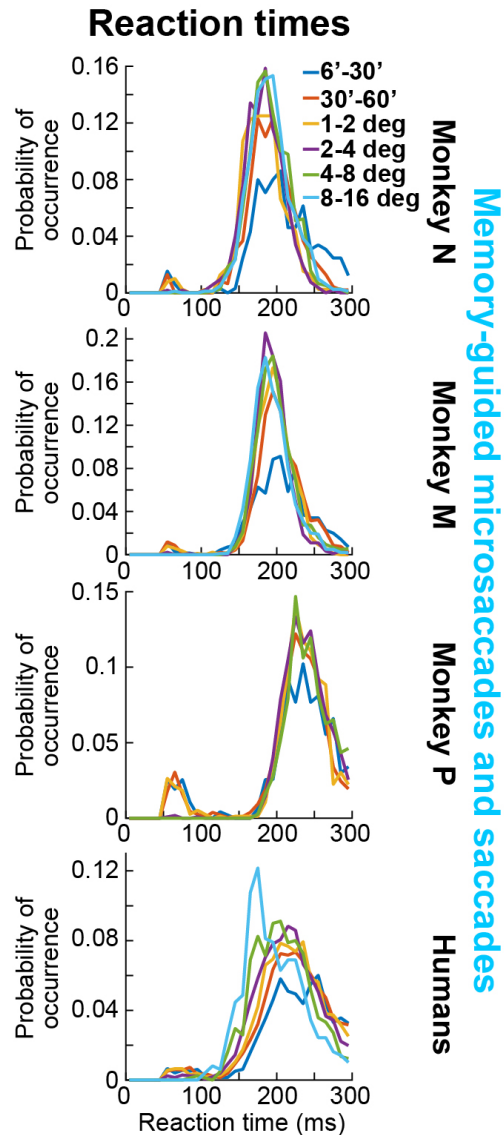 Reaction times
0.16
0.12
0.08
0.04
0
0 100 200 300
Probability of
occurrence
6’-30’
30’-60’
1-2 deg
2-4 deg
4-8 deg
8-16 deg
Monkey N
0.2
0.16
0.12
0.08
0.04
0
0 100 200 300
Probability of
occurrence
Monkey M
0.15
0.1
0.05
0
0 100 200 300
Probability of
occurrence
Monkey P
0.12
0.08
0.04
0
0 100 200 300
Probability of
occurrence
Humans
Reaction time (ms)
Memory-guided microsaccades and saccades